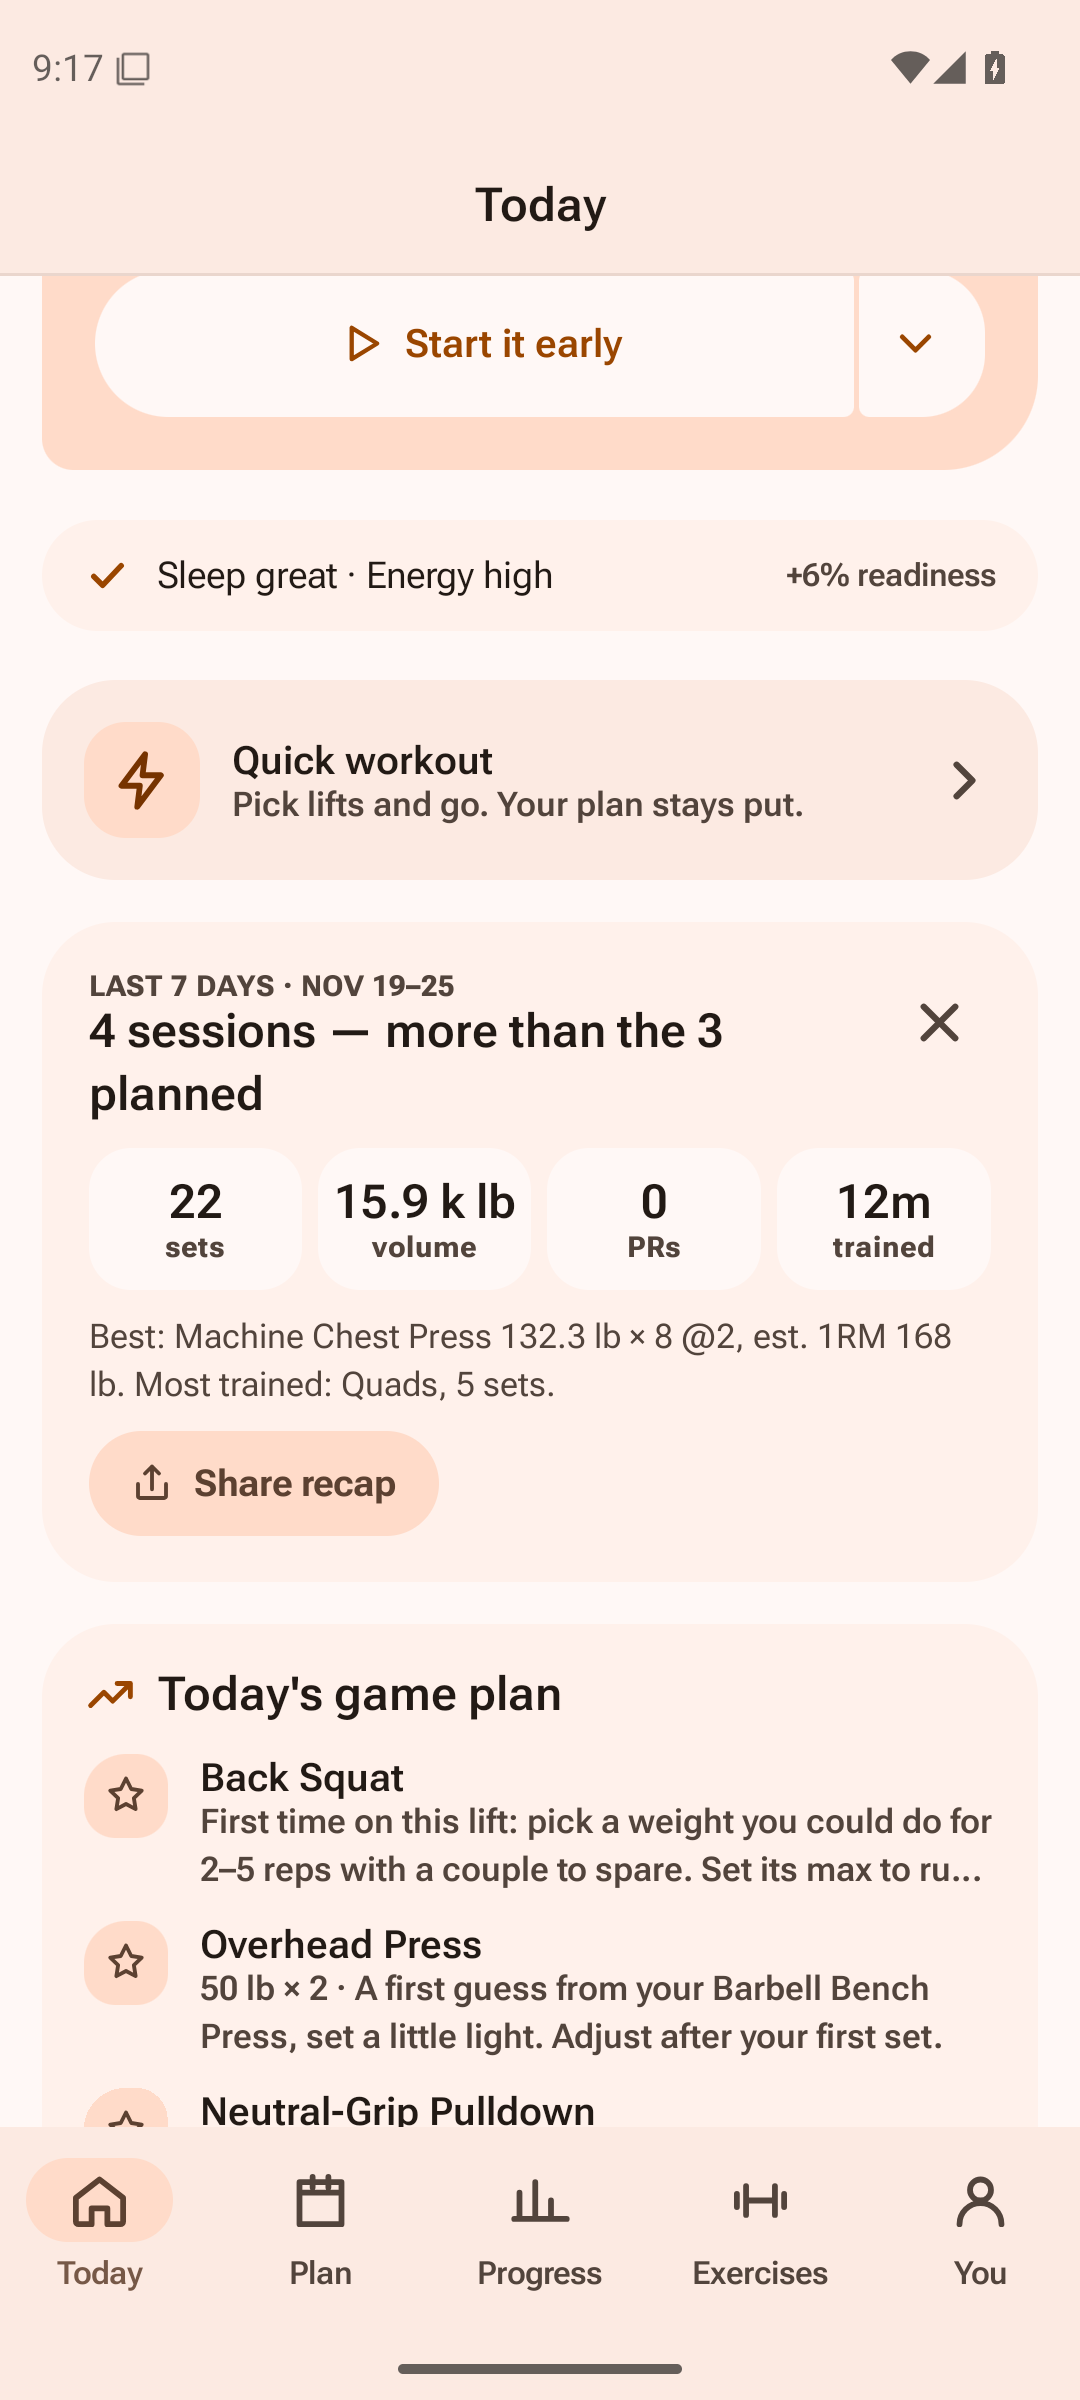 9:17
Today
Start it early
Sleep great · Energy high
+6% readiness
Quick workout
Pick lifts and go. Your plan stays put.
LAST 7 DAYS · NOV 19–25
4 sessions — more than the 3
planned
22
sets
15.9 k lb
volume
0
PRs
12m
trained
Best: Machine Chest Press 132.3 lb × 8 @2, est. 1RM 168
lb. Most trained: Quads, 5 sets.
Share recap
Today's game plan
Back Squat
First time on this lift: pick a weight you could do for
2–5 reps with a couple to spare. Set its max to ru…
Overhead Press
50 lb × 2 · A first guess from your Barbell Bench
Press, set a little light. Adjust after your first set.
Neutral-Grip Pulldown
Today
Plan
Progress
Exercises
You